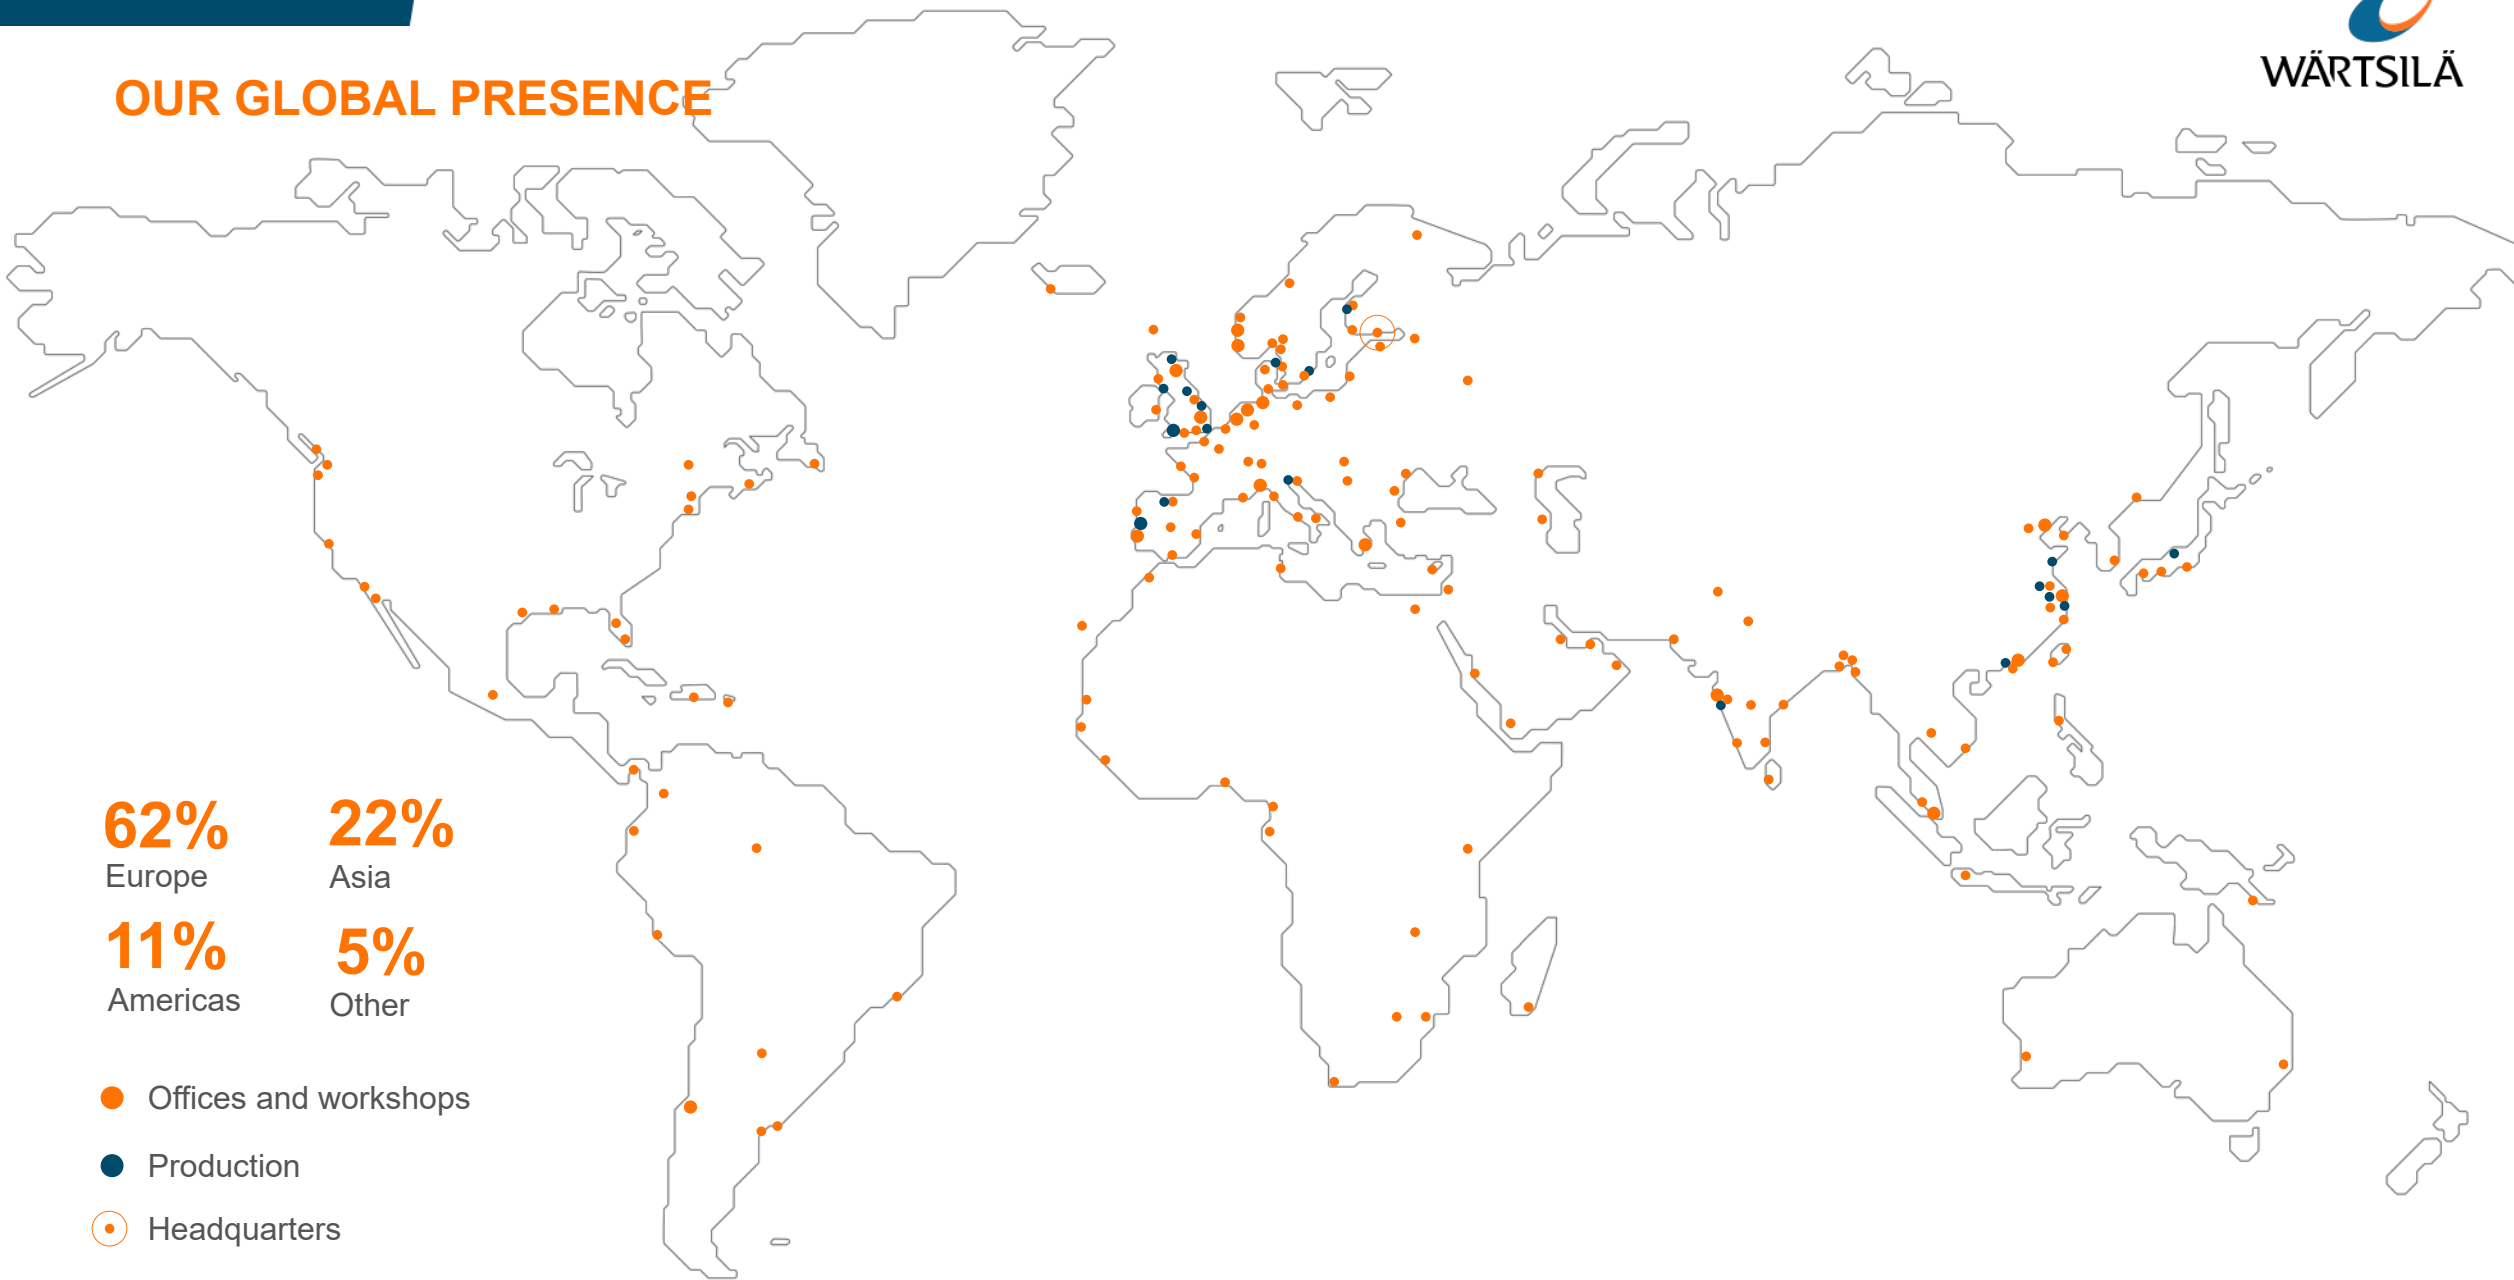 OUR GLOBAL PRESENCE
WÄRTSILÄ
62%
Europe
22%
Asia
11%
Americas
5%
Other
Offices and workshops
Production
Headquarters